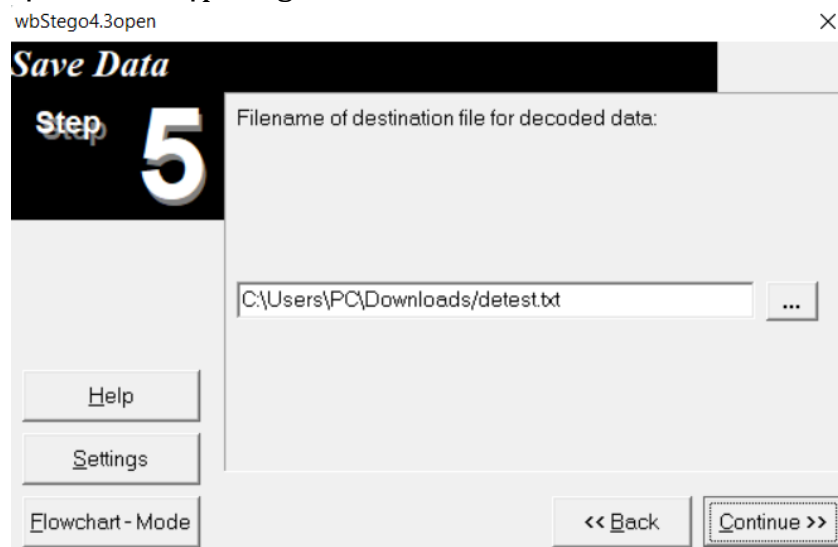 wbStego4.3open
Save Data
Step 5
Filename of destination file for decoded data:
C:\Users\PC\Downloads/detest.txt
...
Help
Settings
Flowchart - Mode
<< Back
Continue >>